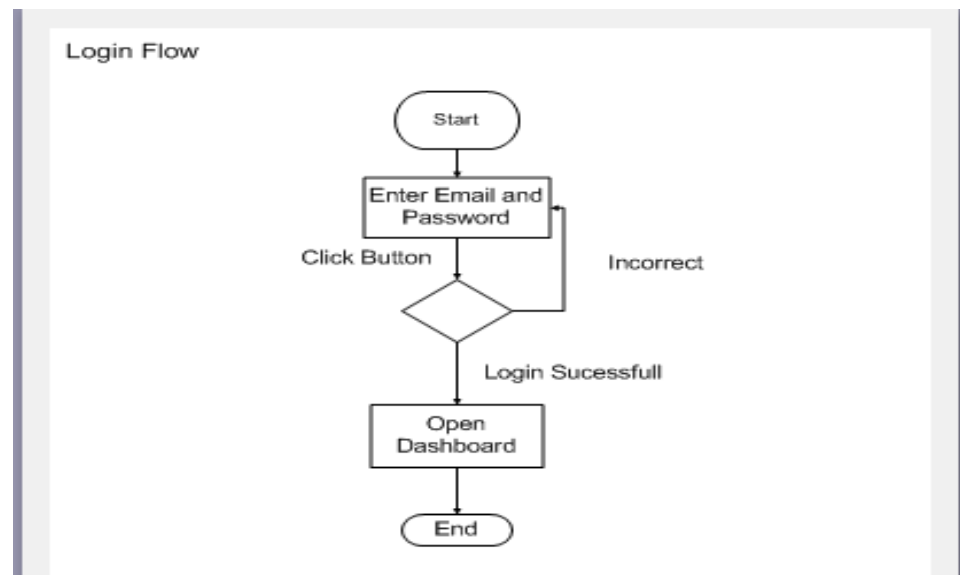 Login Flow
Start
Enter Email and
Password
Click Button
Incorrect
Login Sucessfull
Open
Dashboard
End